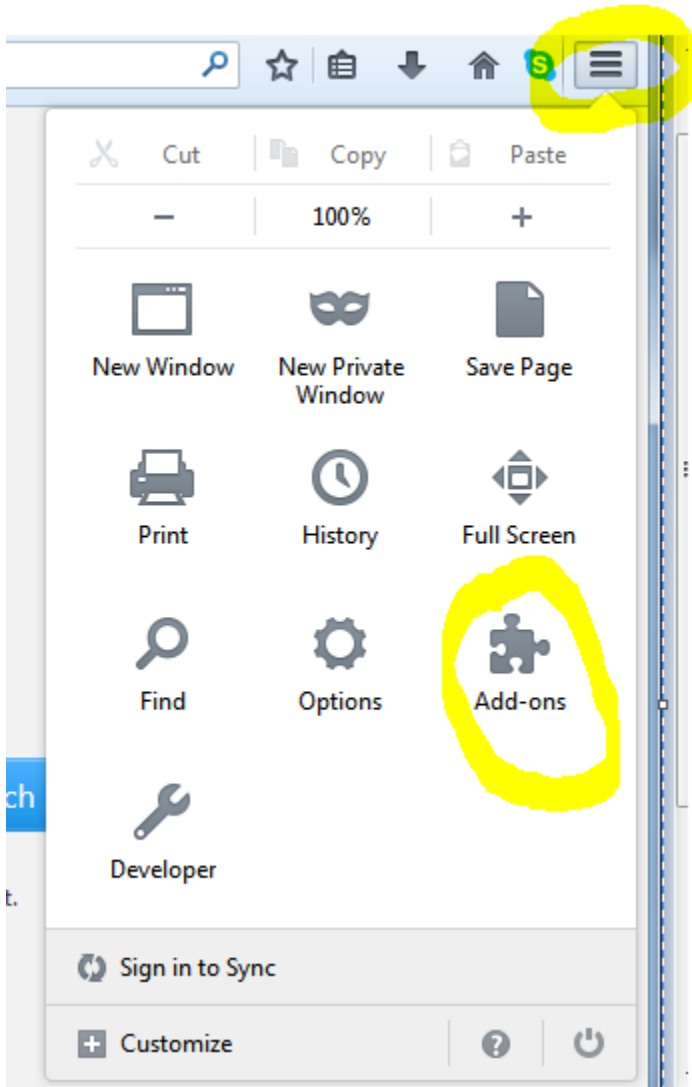 Cut Copy Paste
− 100% +
New Window New Private Window Save Page
Print History Full Screen
Find Options Add-ons
ch
Developer
t.
Sign in to Sync
Customize ?